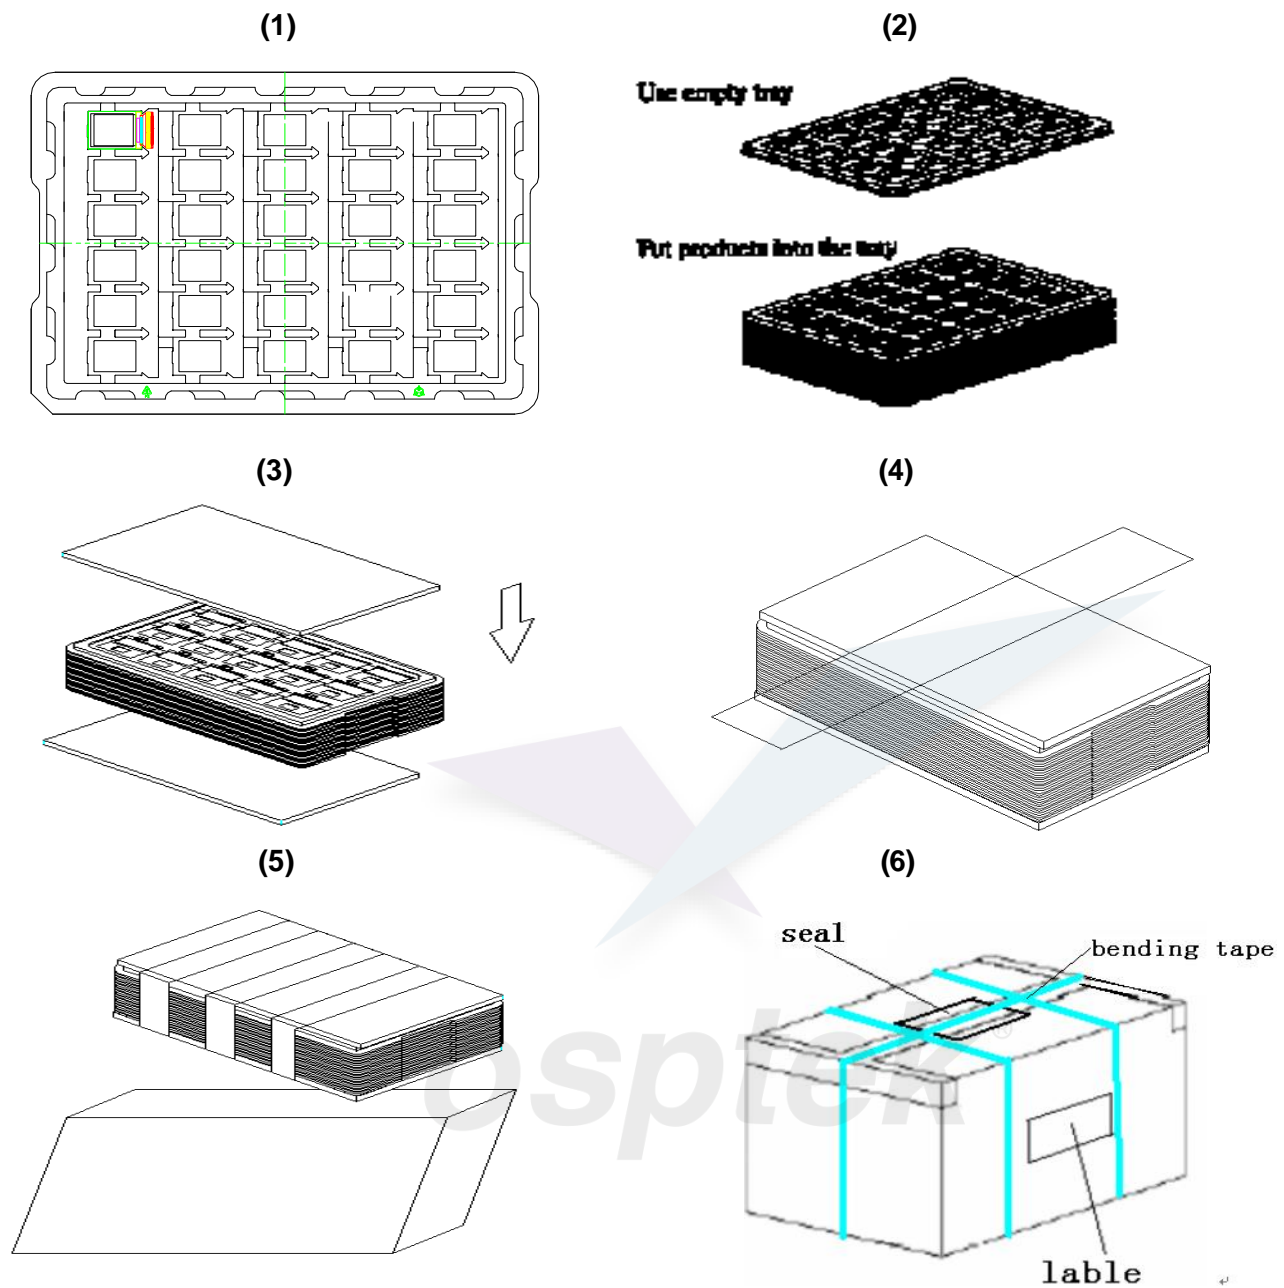 (1)
(2)
Use empty tray
Put products into the tray
(3)
(4)
(5)
(6)
seal
bending tape
osptek
lable